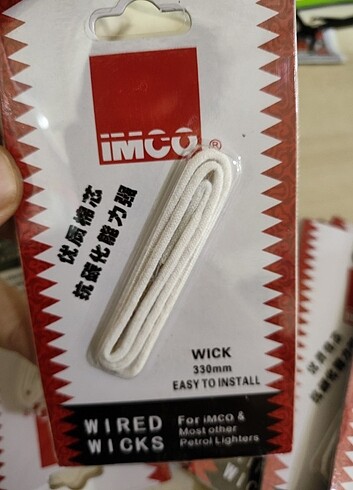 iMCO®
优质棉芯
抗碳化能力强
WICK
330mm
EASY TO INSTALL
WIRED
WICKS
For iMCO &
Most other
Petrol Lighters